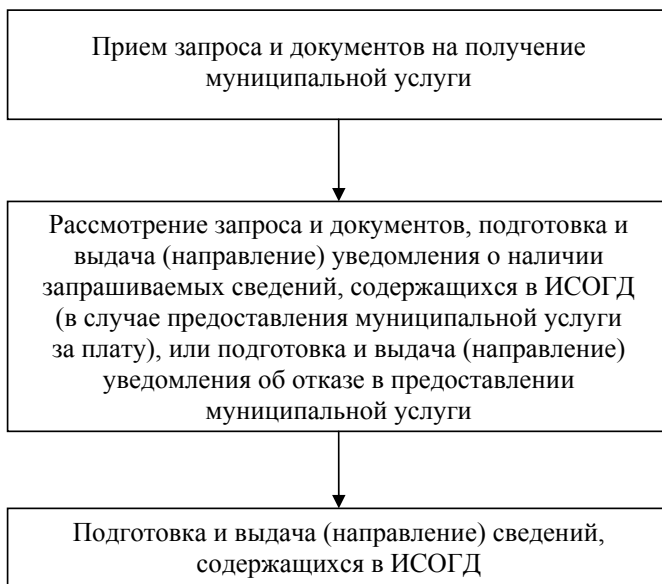 Прием запроса и документов на получение
муниципальной услуги
Рассмотрение запроса и документов, подготовка и
выдача (направление) уведомления о наличии
запрашиваемых сведений, содержащихся в ИСОГД
(в случае предоставления муниципальной услуги
за плату), или подготовка и выдача (направление)
уведомления об отказе в предоставлении
муниципальной услуги
Подготовка и выдача (направление) сведений,
содержащихся в ИСОГД